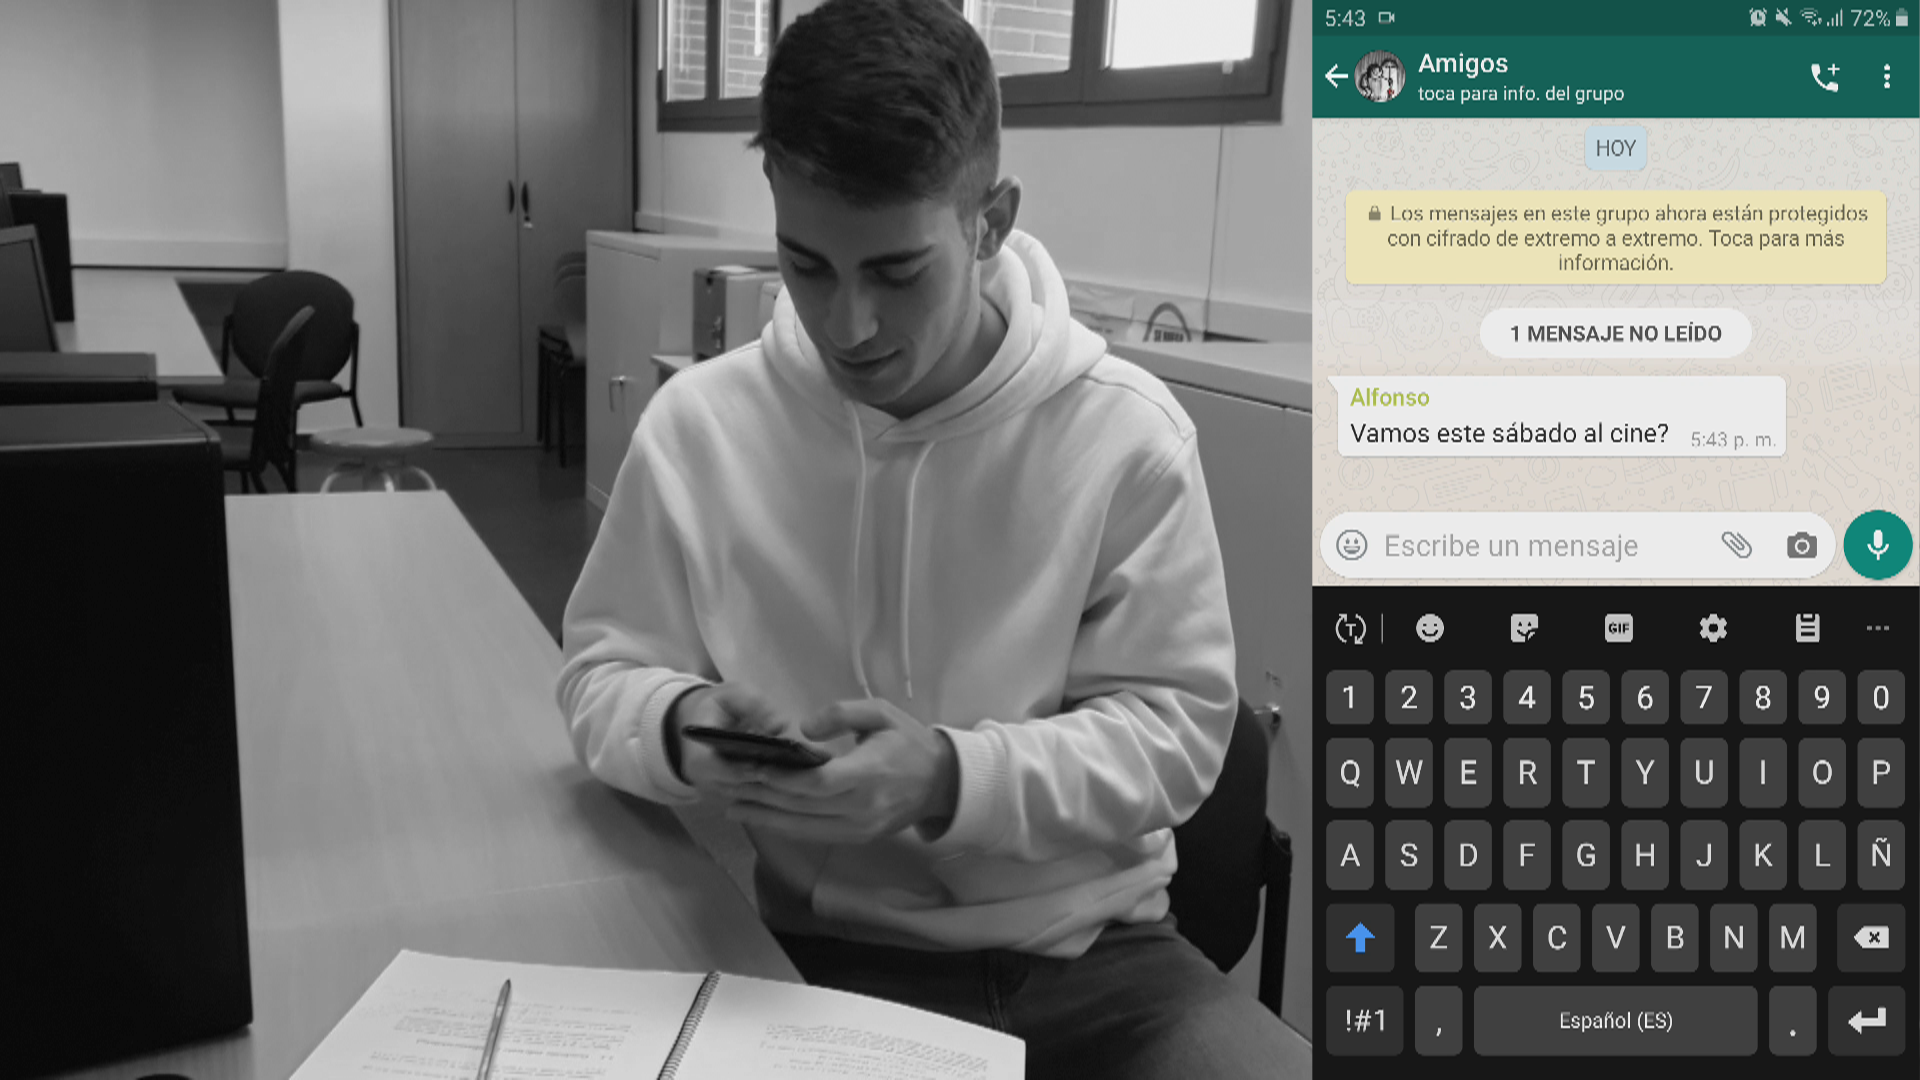 5:43
72%
Amigos
toca para info. del grupo
HOY
Los mensajes en este grupo ahora están protegidos
con cifrado de extremo a extremo. Toca para más
información.
1 MENSAJE NO LEÍDO
Alfonso
Vamos este sábado al cine? 5:43 p. m.
Escribe un mensaje
T
GIF
1 2 3 4 5 6 7 8 9 0
Q W E R T Y U I O P
A S D F G H J K L Ñ
Z X C V B N M
!#1 , Español (ES) .